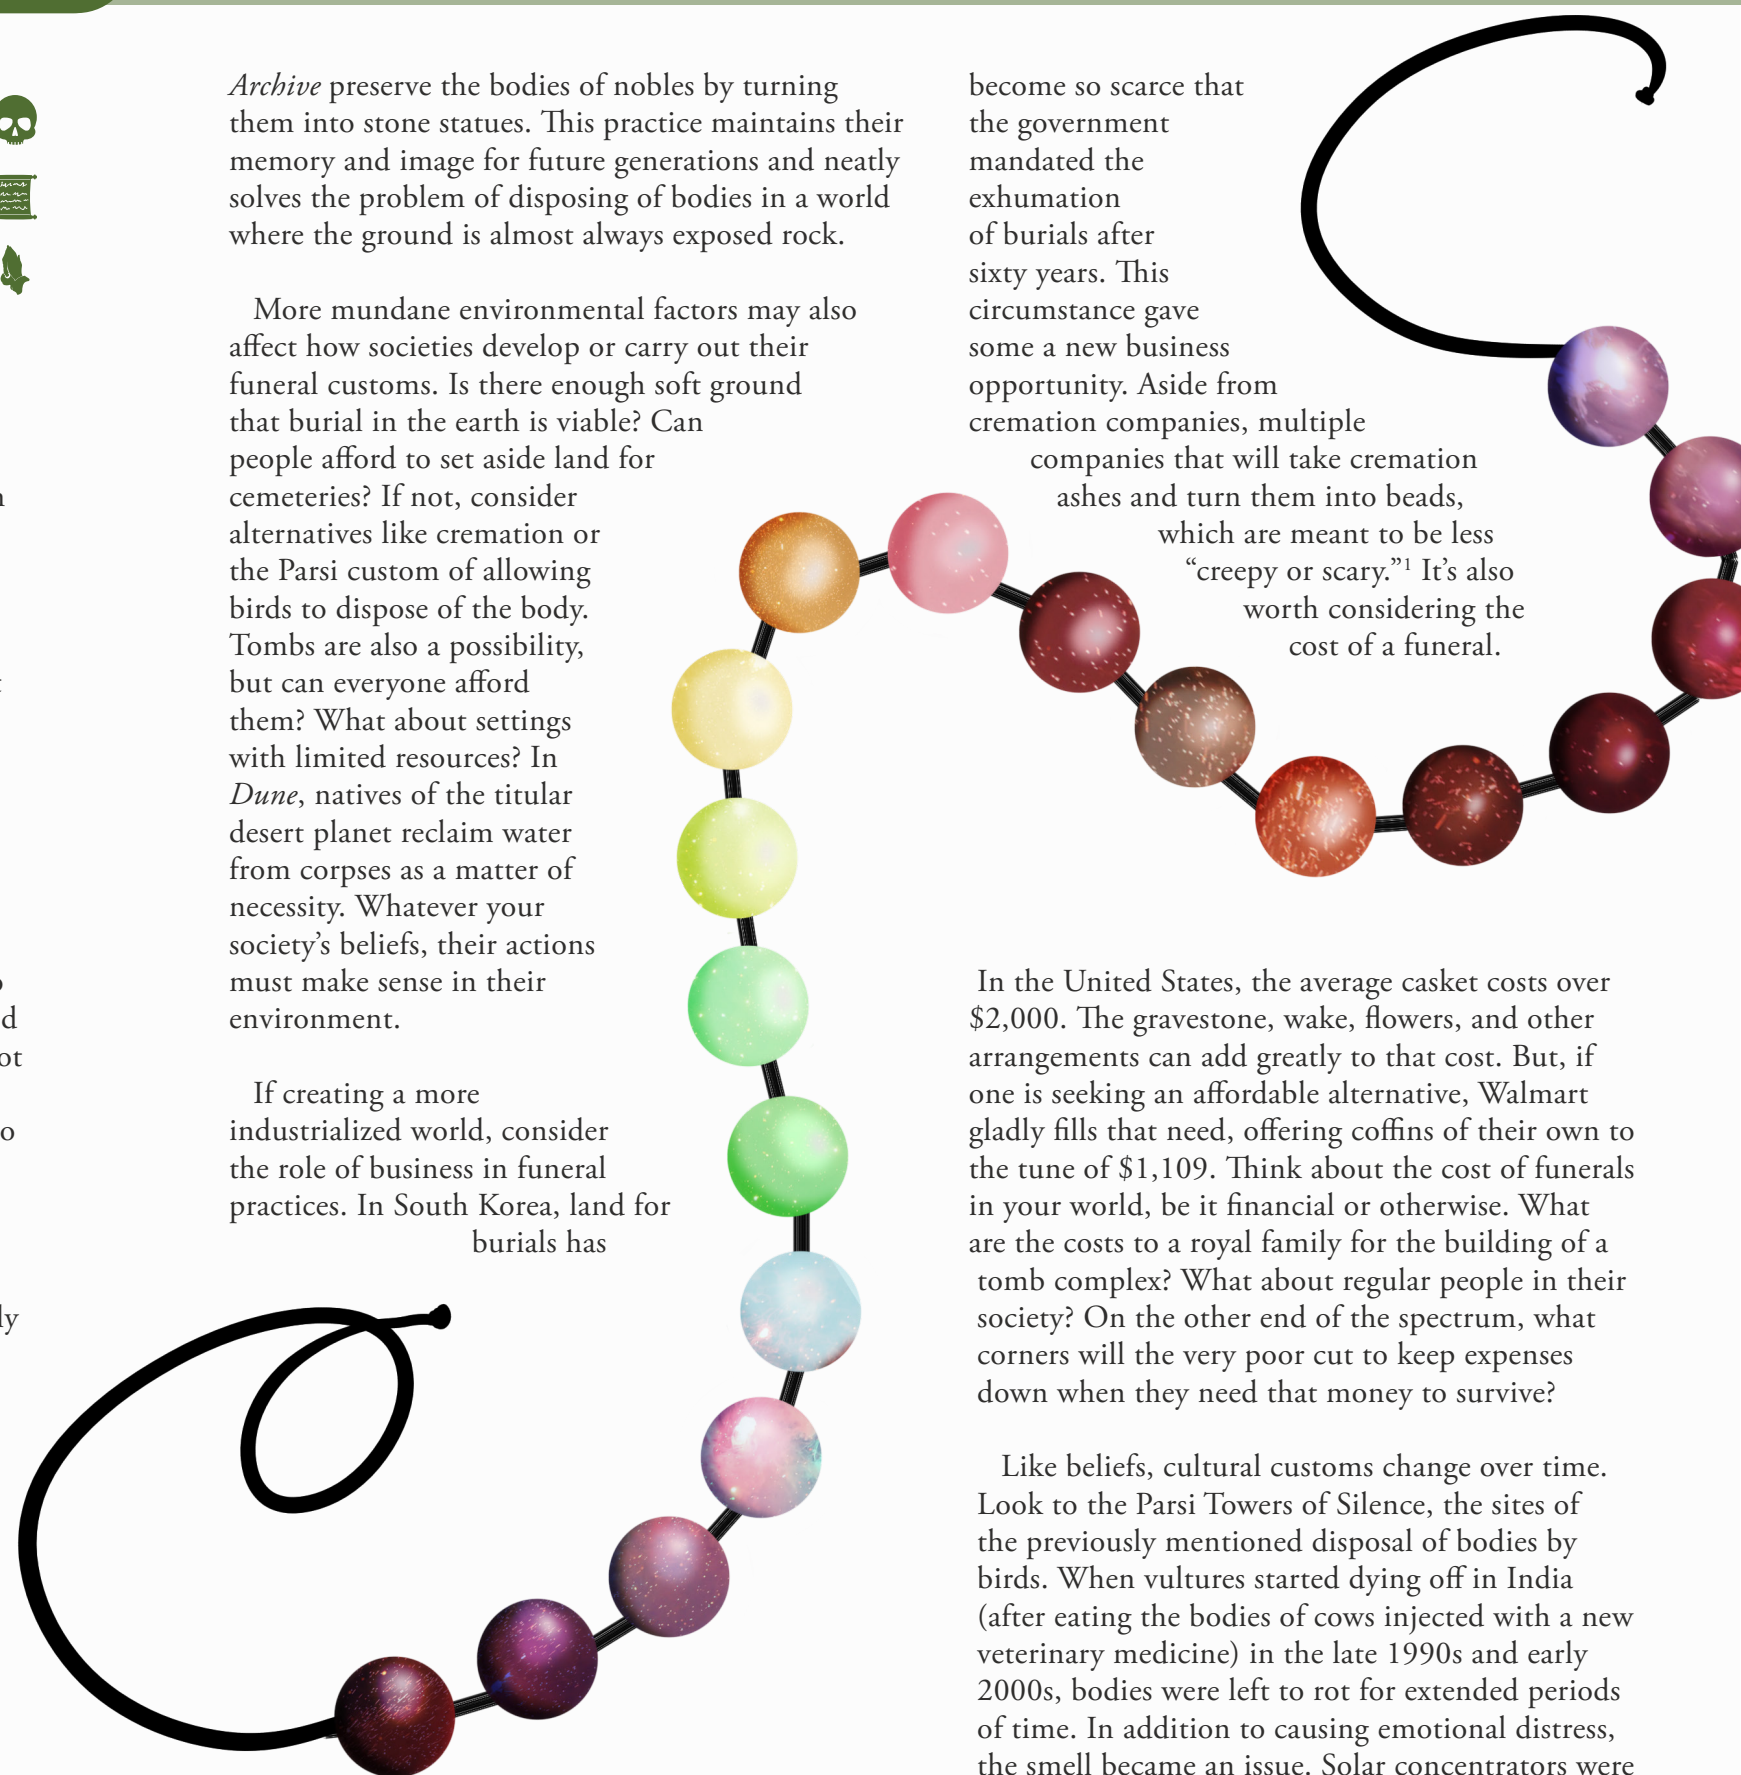 Archive preserve the bodies of nobles by turning
them into stone statues. This practice maintains their
memory and image for future generations and neatly
solves the problem of disposing of bodies in a world
where the ground is almost always exposed rock.
More mundane environmental factors may also
affect how societies develop or carry out their
funeral customs. Is there enough soft ground
that burial in the earth is viable? Can
people afford to set aside land for
cemeteries? If not, consider
alternatives like cremation or
the Parsi custom of allowing
birds to dispose of the body.
Tombs are also a possibility,
but can everyone afford
them? What about settings
with limited resources? In
Dune, natives of the titular
desert planet reclaim water
from corpses as a matter of
necessity. Whatever your
society’s beliefs, their actions
must make sense in their
environment.
If creating a more
industrialized world, consider
the role of business in funeral
practices. In South Korea, land for
burials has
become so scarce that
the government
mandated the
exhumation
of burials after
sixty years. This
circumstance gave
some a new business
opportunity. Aside from
cremation companies, multiple
companies that will take cremation
ashes and turn them into beads,
which are meant to be less
“creepy or scary.”¹ It’s also
worth considering the
cost of a funeral.
In the United States, the average casket costs over
$2,000. The gravestone, wake, flowers, and other
arrangements can add greatly to that cost. But, if
one is seeking an affordable alternative, Walmart
gladly fills that need, offering coffins of their own to
the tune of $1,109. Think about the cost of funerals
in your world, be it financial or otherwise. What
are the costs to a royal family for the building of a
tomb complex? What about regular people in their
society? On the other end of the spectrum, what
corners will the very poor cut to keep expenses
down when they need that money to survive?
Like beliefs, cultural customs change over time.
Look to the Parsi Towers of Silence, the sites of
the previously mentioned disposal of bodies by
birds. When vultures started dying off in India
(after eating the bodies of cows injected with a new
veterinary medicine) in the late 1990s and early
2000s, bodies were left to rot for extended periods
of time. In addition to causing emotional distress,
the smell became an issue. Solar concentrators were